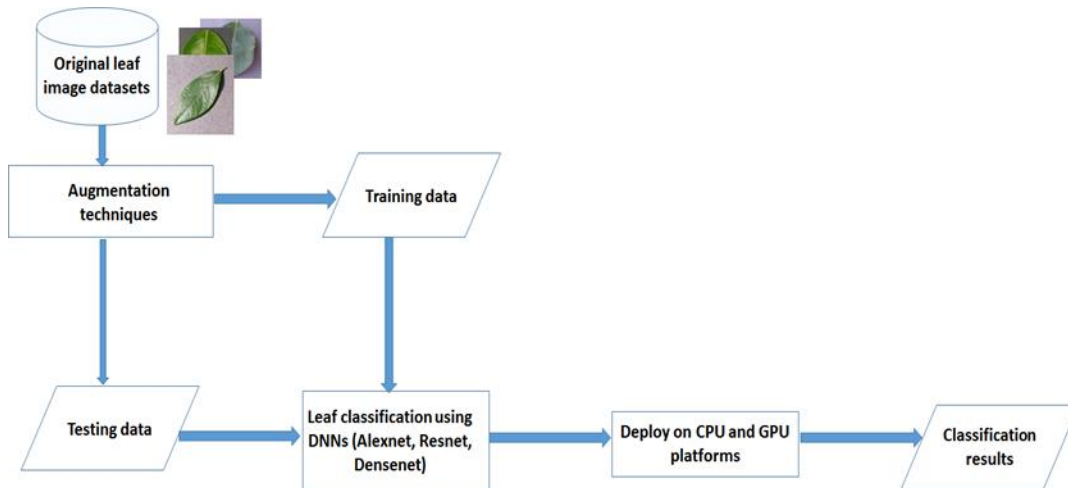 Original leaf
image datasets
Augmentation
techniques
Training data
Testing data
Leaf classification using
DNNs (Alexnet, Resnet,
Densenet)
Deploy on CPU and GPU
platforms
Classification
results